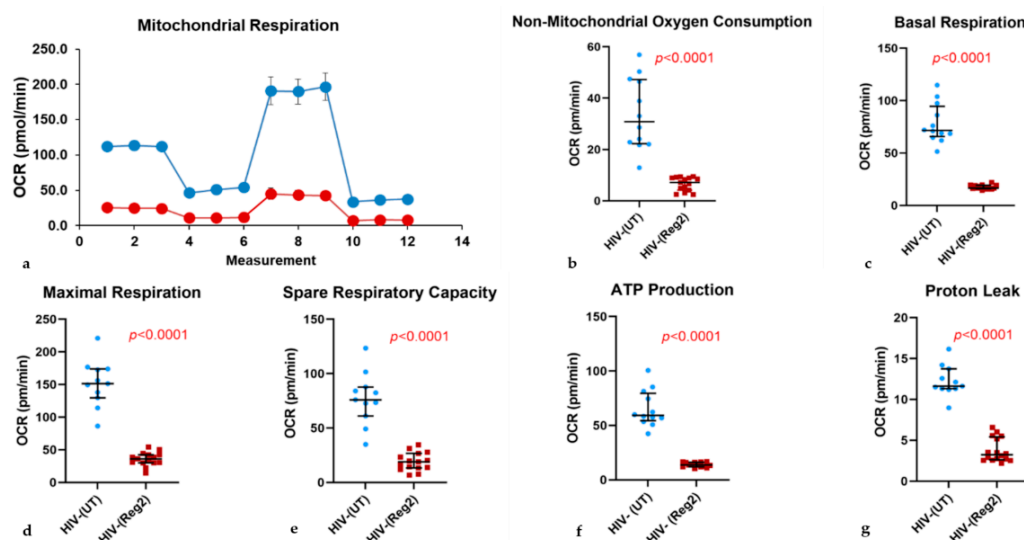 Mitochondrial Respiration
OCR (pmol/min)
250.0
200.0
150.0
100.0
50.0
0.0
0 2 4 6 8 10 12 14
Measurement
a
Non-Mitochondrial Oxygen Consumption
OCR (pm/min)
60
40
20
0
p<0.0001
HIV-(UT)
HIV-(Reg2)
b
Basal Respiration
OCR (pm/min)
150
100
50
0
p<0.0001
HIV-(UT)
HIV-(Reg2)
c
Maximal Respiration
OCR (pm/min)
250
200
150
100
50
0
p<0.0001
HIV-(UT)
HIV-(Reg2)
d
Spare Respiratory Capacity
OCR (pm/min)
150
100
50
0
p<0.0001
HIV-(UT)
HIV-(Reg2)
e
ATP Production
OCR (pm/min)
150
100
50
0
p<0.0001
HIV- (UT)
HIV- (Reg2)
f
Proton Leak
OCR (pm/min)
20
15
10
5
0
p<0.0001
HIV-(UT)
HIV-(Reg2)
g